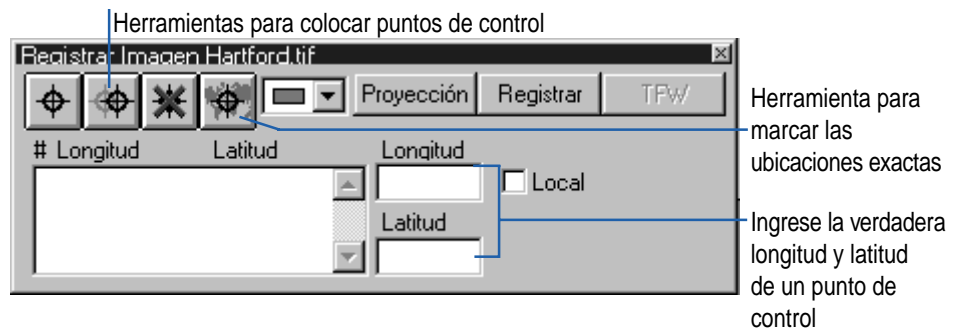 Herramientas para colocar puntos de control
Registrar Imagen Hartford.tif
Proyección
Registrar
TFW
Herramienta para
marcar las
ubicaciones exactas
# Longitud Latitud
Longitud
Local
Latitud
Ingrese la verdadera
longitud y latitud
de un punto de
control